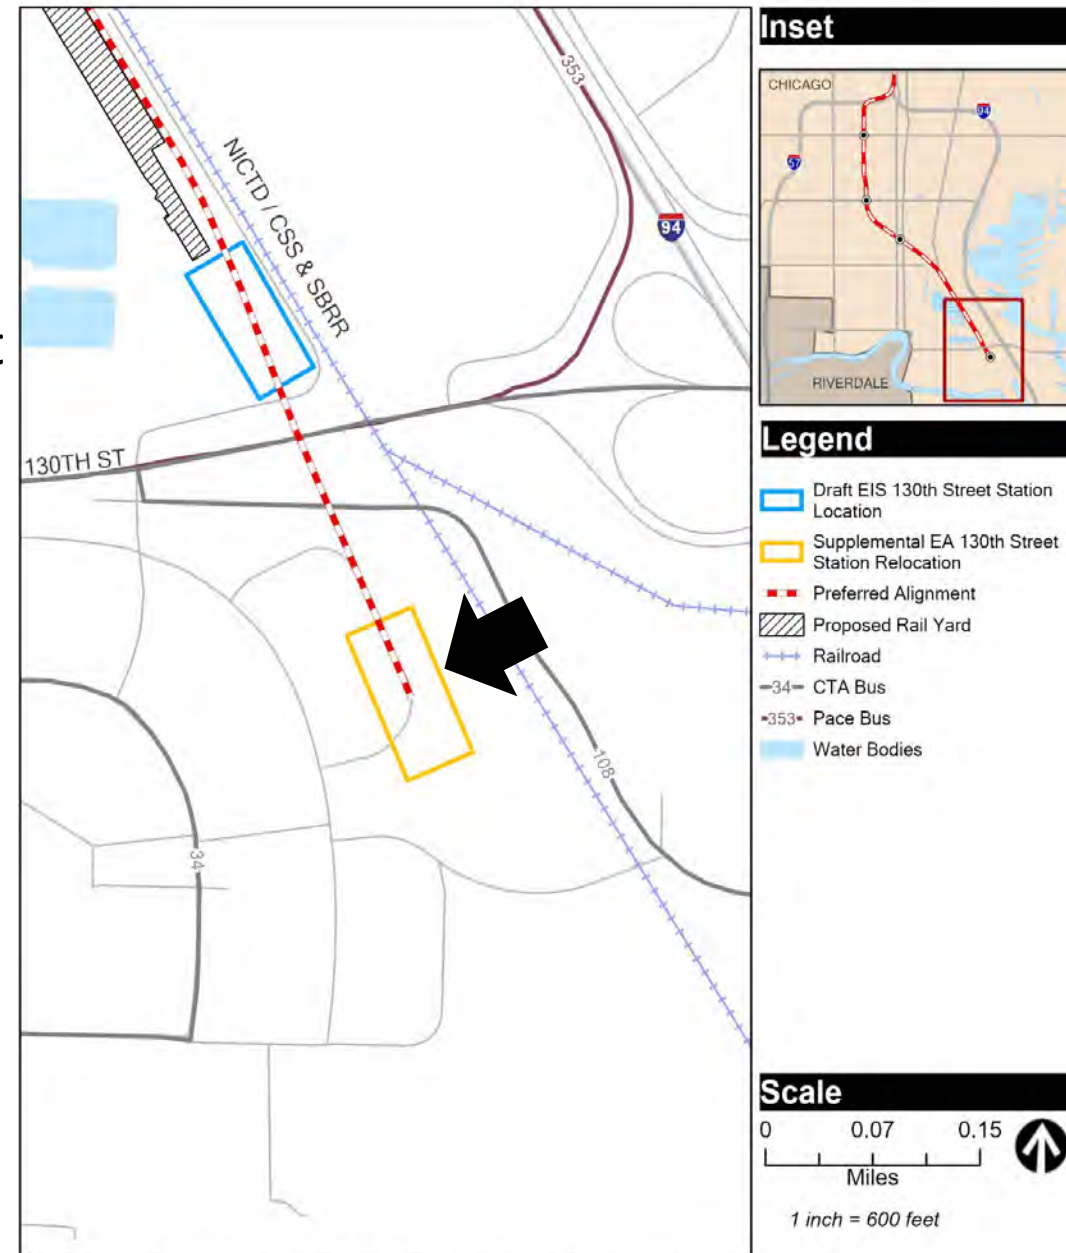 353
NICTD / CSS & SBRR
94
130TH ST
108
34
Inset
CHICAGO
94
57
RIVERDALE
Legend
Draft EIS 130th Street Station
Location
Supplemental EA 130th Street
Station Relocation
Preferred Alignment
Proposed Rail Yard
Railroad
34 CTA Bus
353 Pace Bus
Water Bodies
Scale
0 0.07 0.15
Miles
1 inch = 600 feet